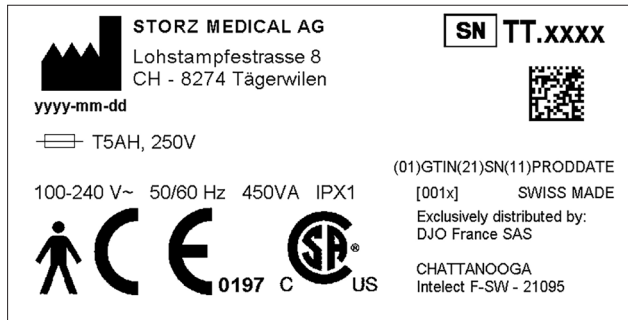 STORZ MEDICAL AG
Lohstampfestrasse 8
CH - 8274 Tägerwilen
yyyy-mm-dd
SN TT.xxxx
T5AH, 250V
(01)GTIN(21)SN(11)PRODDATE
100-240 V~ 50/60 Hz 450VA IPX1
[001x] SWISS MADE
Exclusively distributed by:
DJO France SAS
CE 0197
C SA ® US
CHATTANOOGA
Intelect F-SW - 21095